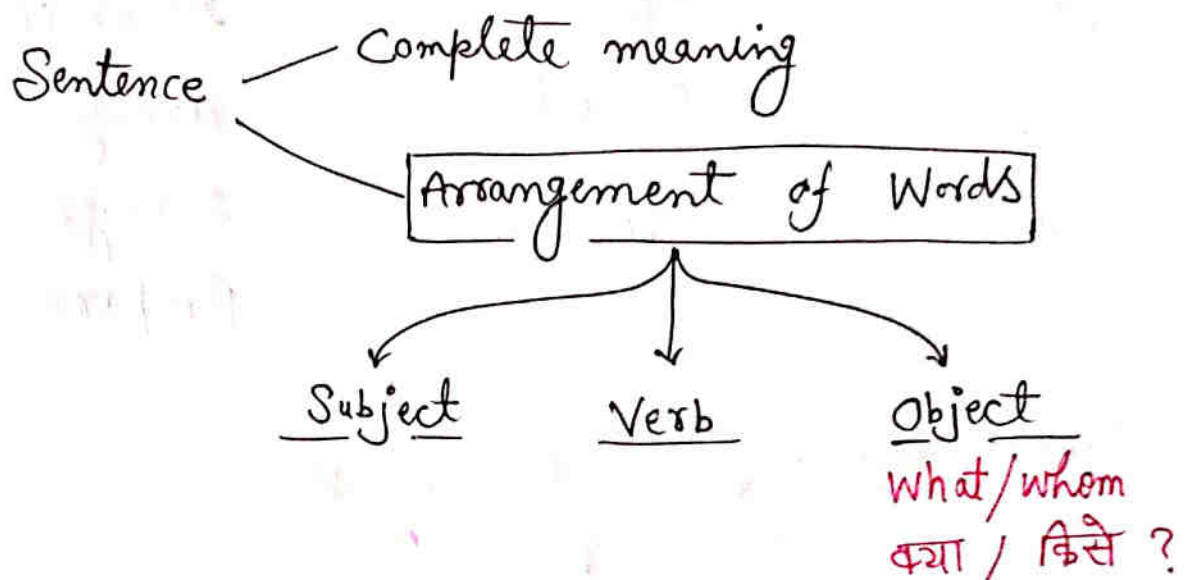 Sentence
Complete meaning
Arrangement of Words
Subject Verb Object
What/whom
क्या / किसे ?